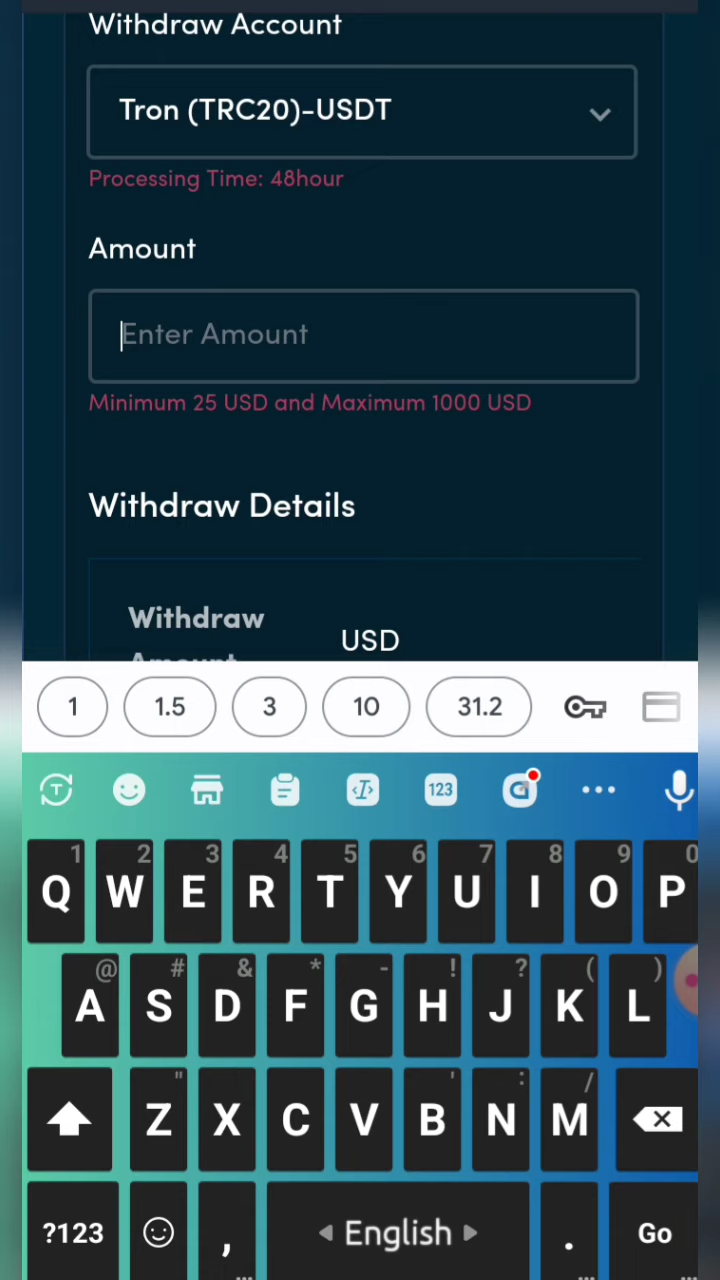 Withdraw Account
Tron (TRC20)-USDT
Processing Time: 48hour
Amount
Enter Amount
Minimum 25 USD and Maximum 1000 USD
Withdraw Details
Withdraw
Amount
USD
1 1.5 3 10 31.2
T 123
1 2 3 4 5 6 7 8 9 0
Q W E R T Y U I O P
@ # & * - ! ? ( )
A S D F G H J K L
" ' : /
Z X C V B N M
?123 , English . Go